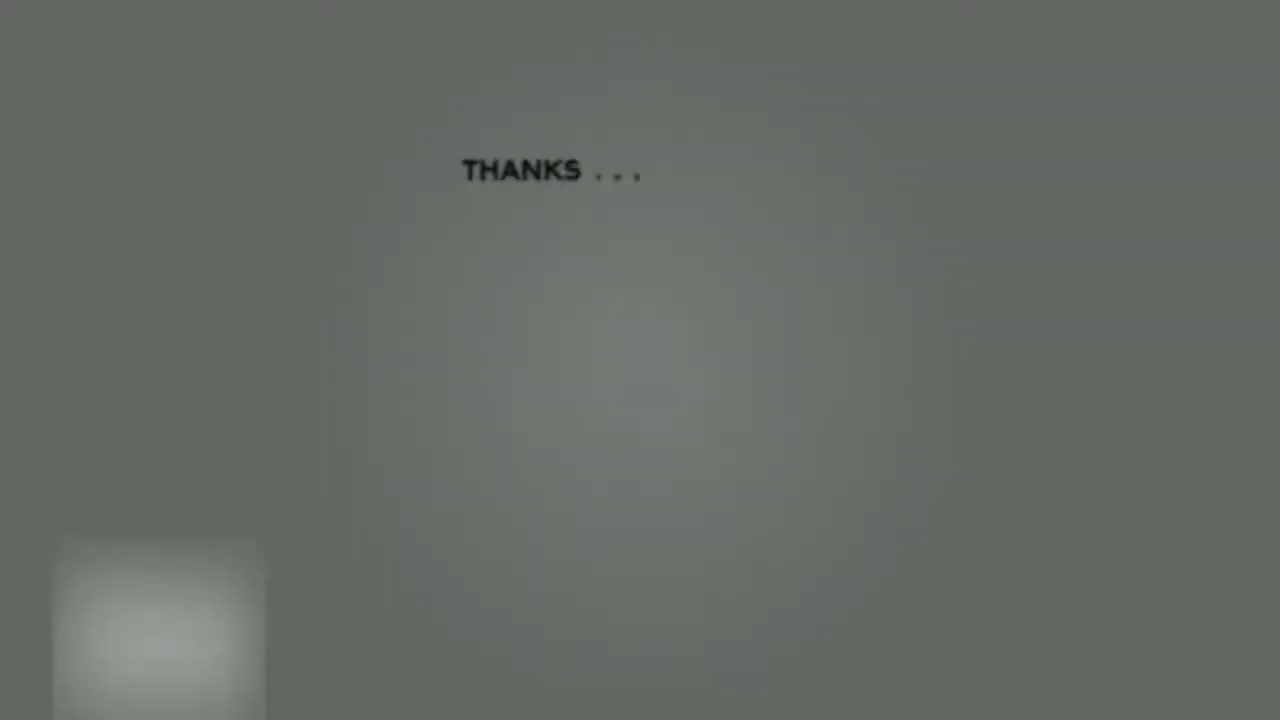 THANKS . . .